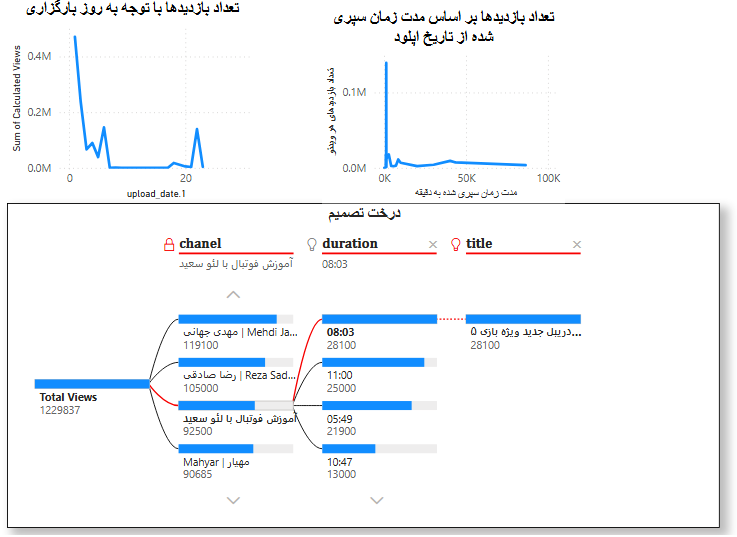 تعداد بازدیدها با توجه به روز بارگزاری
Sum of Calculated Views
0.4M
0.2M
0.0M
0
20
upload_date.1
تعداد بازدیدها بر اساس مدت زمان سپری
شده از تاریخ اپلود
تعداد بازدیدهای هر ویدئو
0.1M
0.0M
0K
50K
100K
مدت زمان سپری شده به دقیقه
درخت تصمیم
chanel
آموزش فوتبال با لئو سعید
duration
08:03
title
Total Views
1229837
مهدی جهانی | Mehdi Ja...
119100
رضا صادقی | Reza Sad...
105000
آموزش فوتبال با لئو سعید
92500
Mahyar | مهیار
90685
08:03
28100
11:00
25000
05:49
21900
10:47
13000
۵ دریبل جدید ویژه بازی...
28100